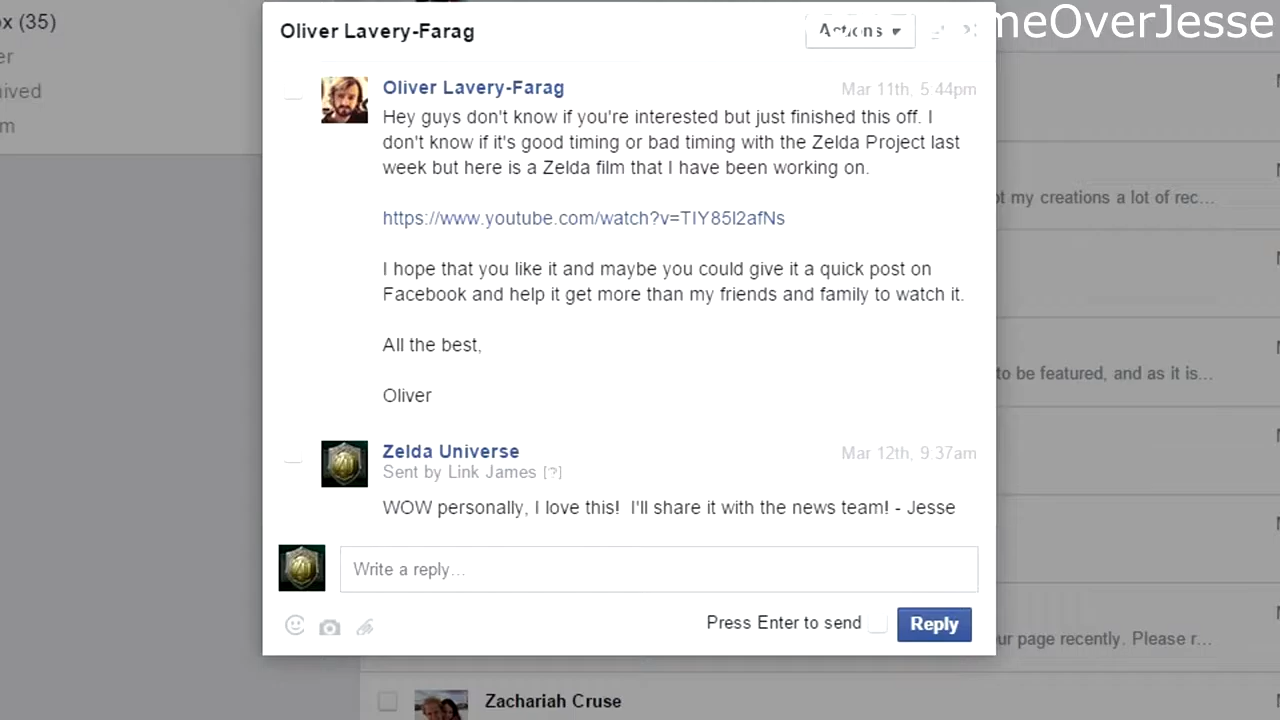 x (35)
er
ived
m
Oliver Lavery-Farag
Actions
meOverJesse
Oliver Lavery-Farag
Mar 11th, 5:44pm
Hey guys don't know if you're interested but just finished this off. I
don't know if it's good timing or bad timing with the Zelda Project last
week but here is a Zelda film that I have been working on.
https://www.youtube.com/watch?v=TIY85l2afNs
I hope that you like it and maybe you could give it a quick post on
Facebook and help it get more than my friends and family to watch it.
All the best,
Oliver
Zelda Universe
Mar 12th, 9:37am
Sent by Link James [?]
WOW personally, I love this! I'll share it with the news team! - Jesse
Write a reply...
Press Enter to send
Reply
t my creations a lot of rec...
to be featured, and as it is...
ur page recently. Please r...
Zachariah Cruse